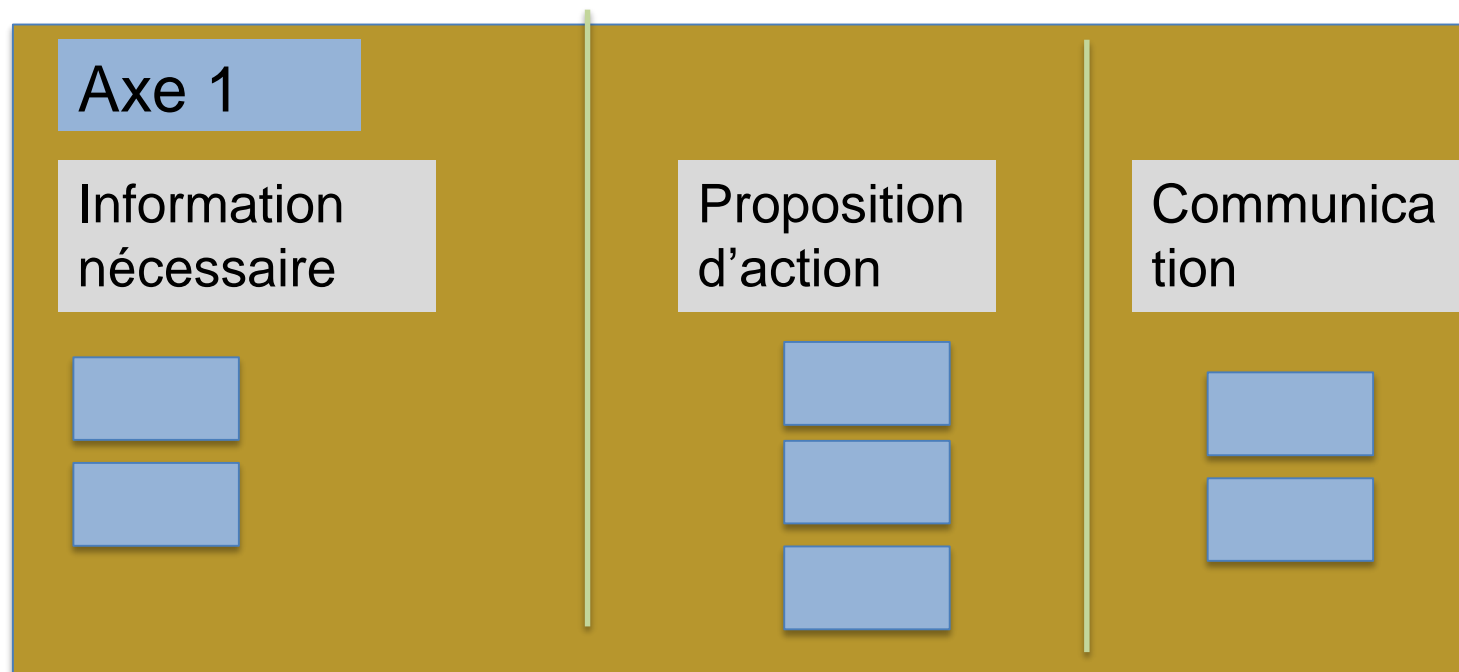 Axe 1
Information
nécessaire
Proposition
d’action
Communica
tion